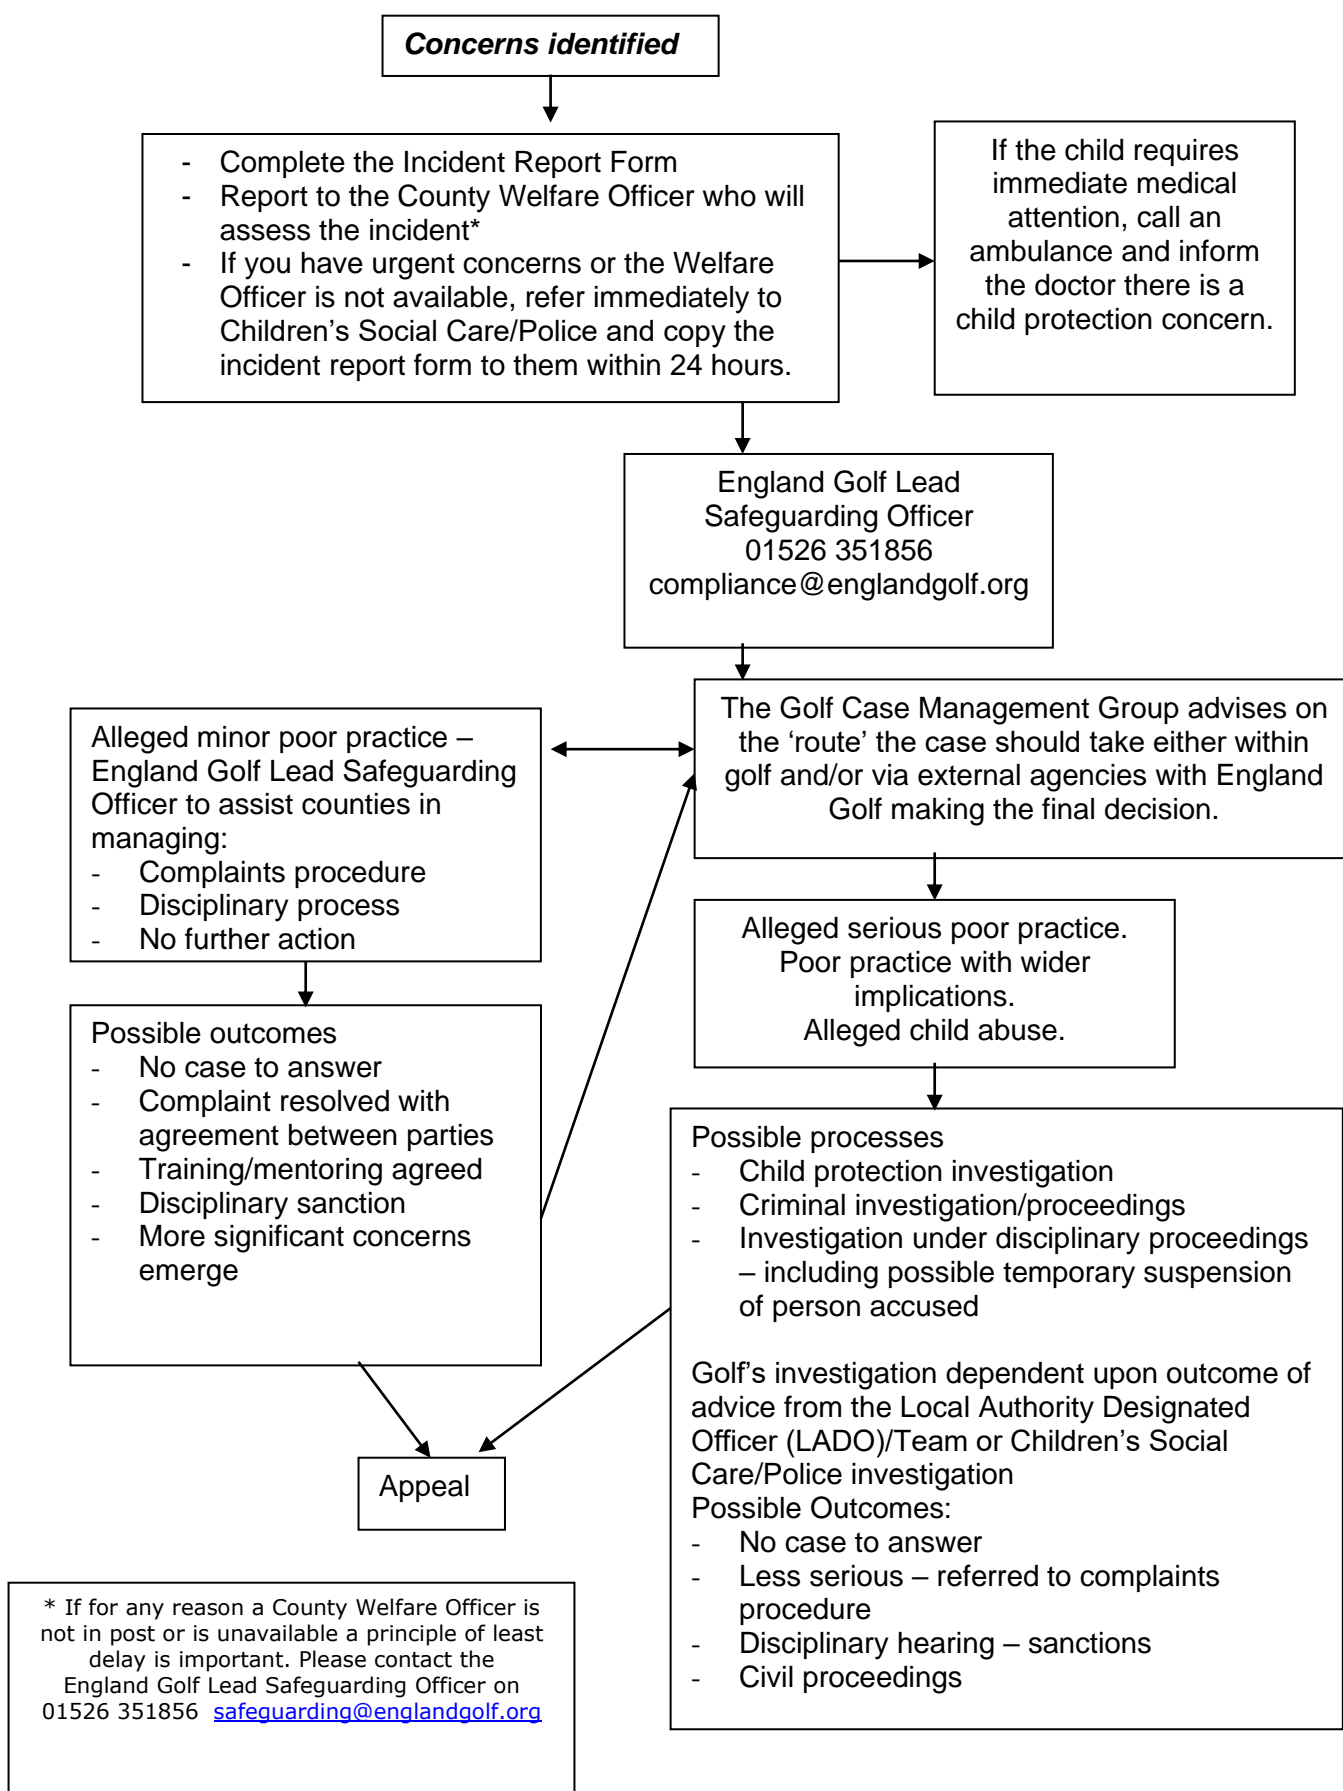 Concerns identified
- Complete the Incident Report Form
- Report to the County Welfare Officer who will
assess the incident*
- If you have urgent concerns or the Welfare
Officer is not available, refer immediately to
Children’s Social Care/Police and copy the
incident report form to them within 24 hours.
If the child requires
immediate medical
attention, call an
ambulance and inform
the doctor there is a
child protection concern.
England Golf Lead
Safeguarding Officer
01526 351856
compliance@englandgolf.org
The Golf Case Management Group advises on
the ‘route’ the case should take either within
golf and/or via external agencies with England
Golf making the final decision.
Alleged minor poor practice –
England Golf Lead Safeguarding
Officer to assist counties in
managing:
- Complaints procedure
- Disciplinary process
- No further action
Alleged serious poor practice.
Poor practice with wider
implications.
Alleged child abuse.
Possible outcomes
- No case to answer
- Complaint resolved with
agreement between parties
- Training/mentoring agreed
- Disciplinary sanction
- More significant concerns
emerge
Possible processes
- Child protection investigation
- Criminal investigation/proceedings
- Investigation under disciplinary proceedings
– including possible temporary suspension
of person accused
Golf’s investigation dependent upon outcome of
advice from the Local Authority Designated
Officer (LADO)/Team or Children’s Social
Care/Police investigation
Possible Outcomes:
- No case to answer
- Less serious – referred to complaints
procedure
- Disciplinary hearing – sanctions
- Civil proceedings
Appeal
* If for any reason a County Welfare Officer is
not in post or is unavailable a principle of least
delay is important. Please contact the
England Golf Lead Safeguarding Officer on
01526 351856 safeguarding@englandgolf.org